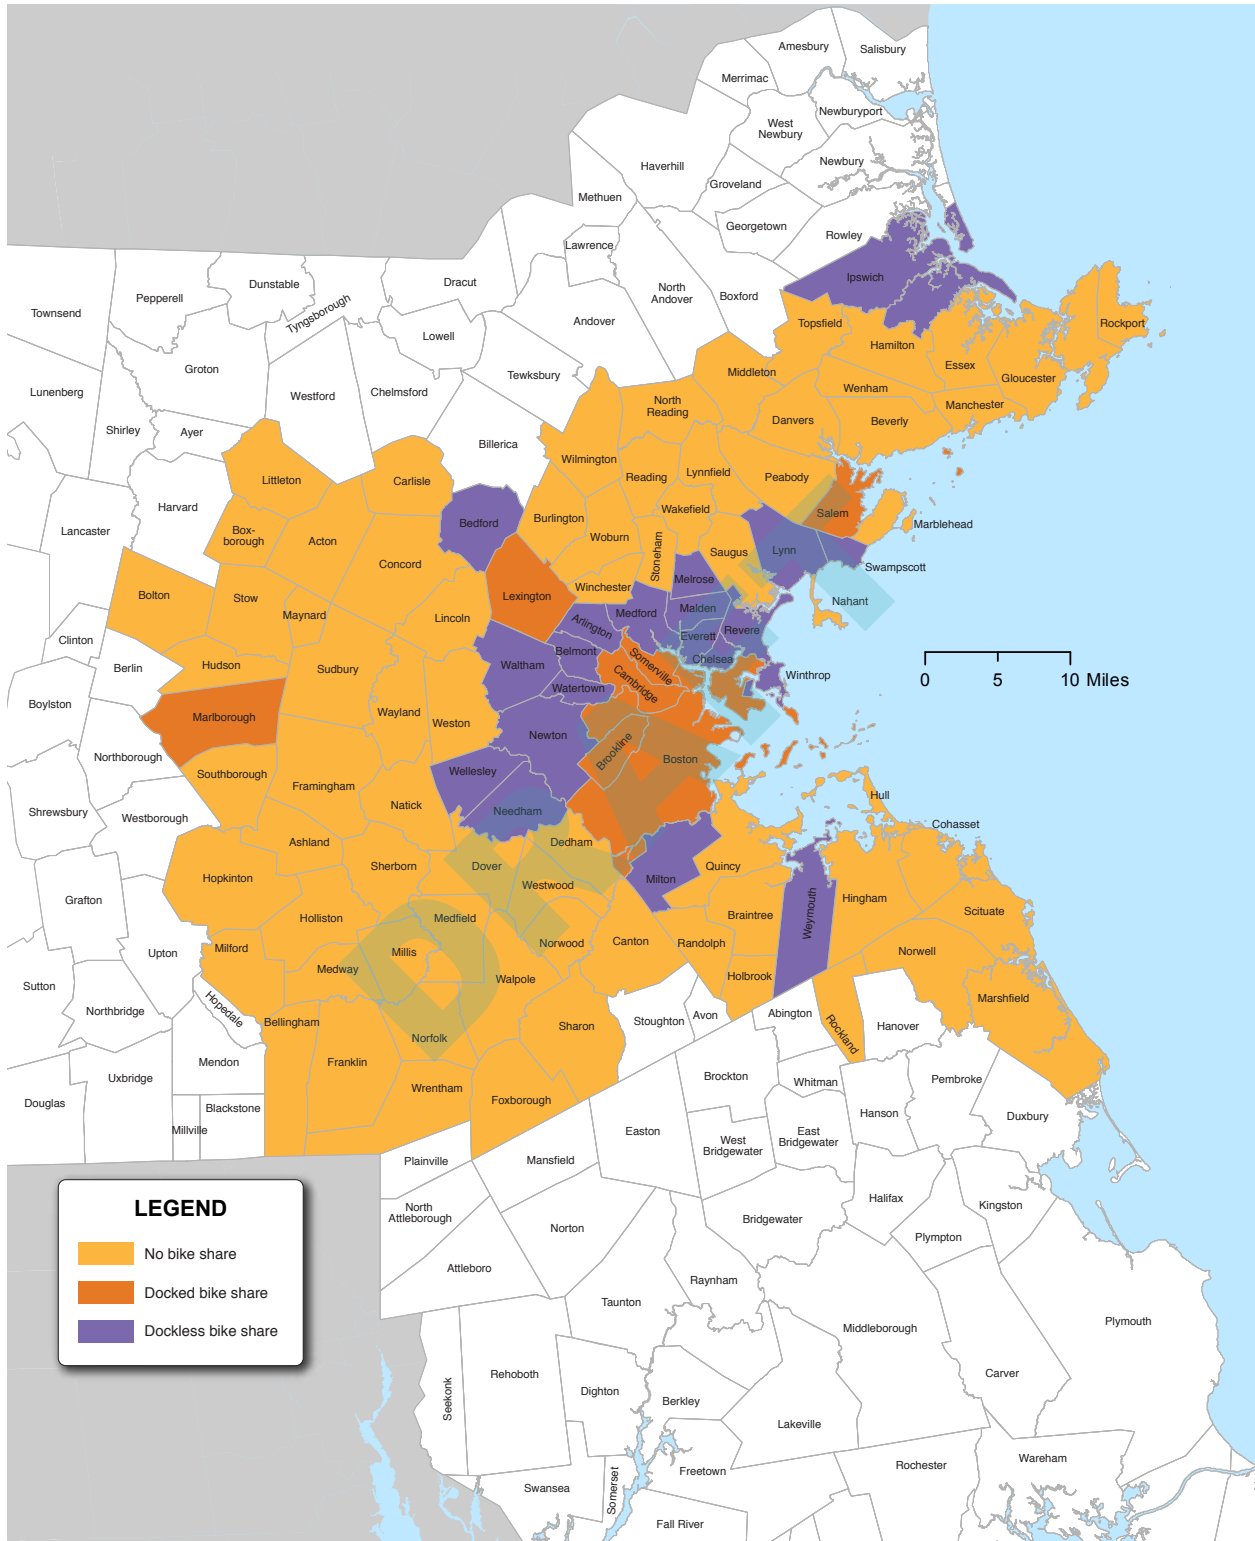 Amesbury
Salisbury
Merrimac
Newburyport
West
Newbury
Newbury
Haverhill
Groveland
Methuen
Georgetown
Rowley
Lawrence
Ipswich
North
Andover
Boxford
Dracut
Dunstable
Pepperell
Tyngsborough
Townsend
Andover
Lowell
Topsfield
Rockport
Hamilton
Essex
Gloucester
Groton
Tewksbury
Middleton
Wenham
Lunenberg
Westford
Chelmsford
North
Reading
Manchester
Danvers
Beverly
Shirley
Ayer
Billerica
Wilmington
Reading
Lynnfield
Peabody
Littleton
Carlisle
Harvard
Wakefield
Salem
Marblehead
Lancaster
Box-
borough
Acton
Bedford
Burlington
Woburn
Stoneham
Saugus
Lynn
Swampscott
Concord
Melrose
Winchester
Nahant
Bolton
Stow
Maynard
Lexington
Lincoln
Medford
Malden
Arlington
Everett
Revere
Clinton
Berlin
Hudson
Sudbury
Waltham
Belmont
Somerville
Chelsea
Winthrop
Watertown
Cambridge
0 5 10 Miles
Boylston
Marlborough
Wayland
Weston
Newton
Brookline
Boston
Northborough
Southborough
Framingham
Wellesley
Natick
Needham
Hull
Shrewsbury
Westborough
Cohasset
Ashland
Dedham
Sherborn
Dover
Quincy
Hopkinton
Westwood
Milton
Weymouth
Hingham
Grafton
Holliston
Medfield
Braintree
Scituate
Upton
Milford
Millis
Norwood
Canton
Randolph
Norwell
Medway
Walpole
Holbrook
Sutton
Hopedale
Marshfield
Northbridge
Bellingham
Norfolk
Sharon
Stoughton
Avon
Abington
Rockland
Hanover
Mendon
Franklin
Uxbridge
Wrentham
Foxborough
Brockton
Whitman
Pembroke
Douglas
Blackstone
Millville
Hanson
Duxbury
Easton
West
Bridgewater
East
Bridgewater
Plainville
Mansfield
North
Attleborough
Halifax
Kingston
Norton
Bridgewater
Plympton
Attleboro
Raynham
Taunton
Middleborough
Plymouth
Rehoboth
Seekonk
Dighton
Berkley
Carver
Lakeville
Swansea
Somerset
Freetown
Rochester
Wareham
Fall River
LEGEND
No bike share
Docked bike share
Dockless bike share
DRAFT